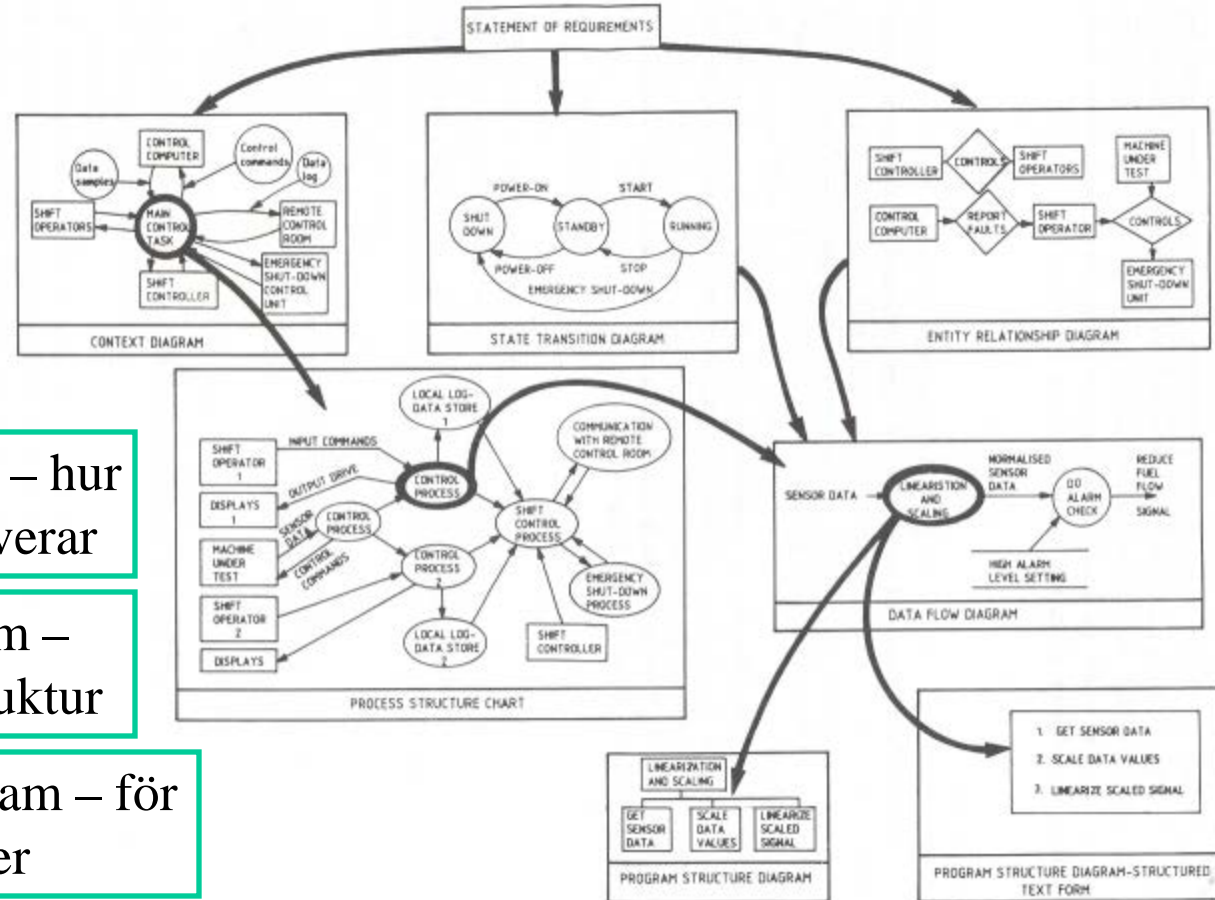 STATEMENT OF REQUIREMENTS
CONTROL
COMPUTER
Control
commands
Data
samples
Data
log
SHIFT
OPERATORS
MAIN
CONTROL
TASK
REMOTE
CONTROL
ROOM
EMERGENCY
SHUT-DOWN
CONTROL
UNIT
SHIFT
CONTROLLER
CONTEXT DIAGRAM
POWER-ON
START
SHUT
DOWN
STANDBY
RUNNING
POWER-OFF
STOP
EMERGENCY SHUT-DOWN
STATE TRANSITION DIAGRAM
SHIFT
CONTROLLER
CONTROLS
SHIFT
OPERATORS
MACHINE
UNDER
TEST
CONTROL
COMPUTER
REPORT
FAULTS
SHIFT
OPERATOR
CONTROLS
EMERGENCY
SHUT-DOWN
UNIT
ENTITY RELATIONSHIP DIAGRAM
– hur
verar
m –
uktur
am – för
er
LOCAL LOG-
DATA STORE
1
COMMUNICATION
WITH REMOTE
CONTROL ROOM
INPUT COMMANDS
SHIFT
OPERATOR
1
OUTPUT DRIVE
CONTROL
PROCESS
DISPLAYS
1
SENSOR
DATA
CONTROL
PROCESS
SHIFT
CONTROL
PROCESS
MACHINE
UNDER
TEST
CONTROL
COMMANDS
CONTROL
PROCESS
2
EMERGENCY
SHUT-DOWN
PROCESS
SHIFT
OPERATOR
2
LOCAL LOG-
DATA STORE
2
SHIFT
CONTROLLER
DISPLAYS
PROCESS STRUCTURE CHART
SENSOR DATA
LINEARISTION
AND
SCALING
NORMALISED
SENSOR
DATA
DO
ALARM
CHECK
REDUCE
FUEL
FLOW
SIGNAL
HIGH ALARM
LEVEL SETTING
DATA FLOW DIAGRAM
LINEARIZATION
AND SCALING
GET
SENSOR
DATA
SCALE
DATA
VALUES
LINEARIZE
SCALED
SIGNAL
PROGRAM STRUCTURE DIAGRAM
1. GET SENSOR DATA
2. SCALE DATA VALUES
3. LINEARIZE SCALED SIGNAL
PROGRAM STRUCTURE DIAGRAM-STRUCTURED
TEXT FORM